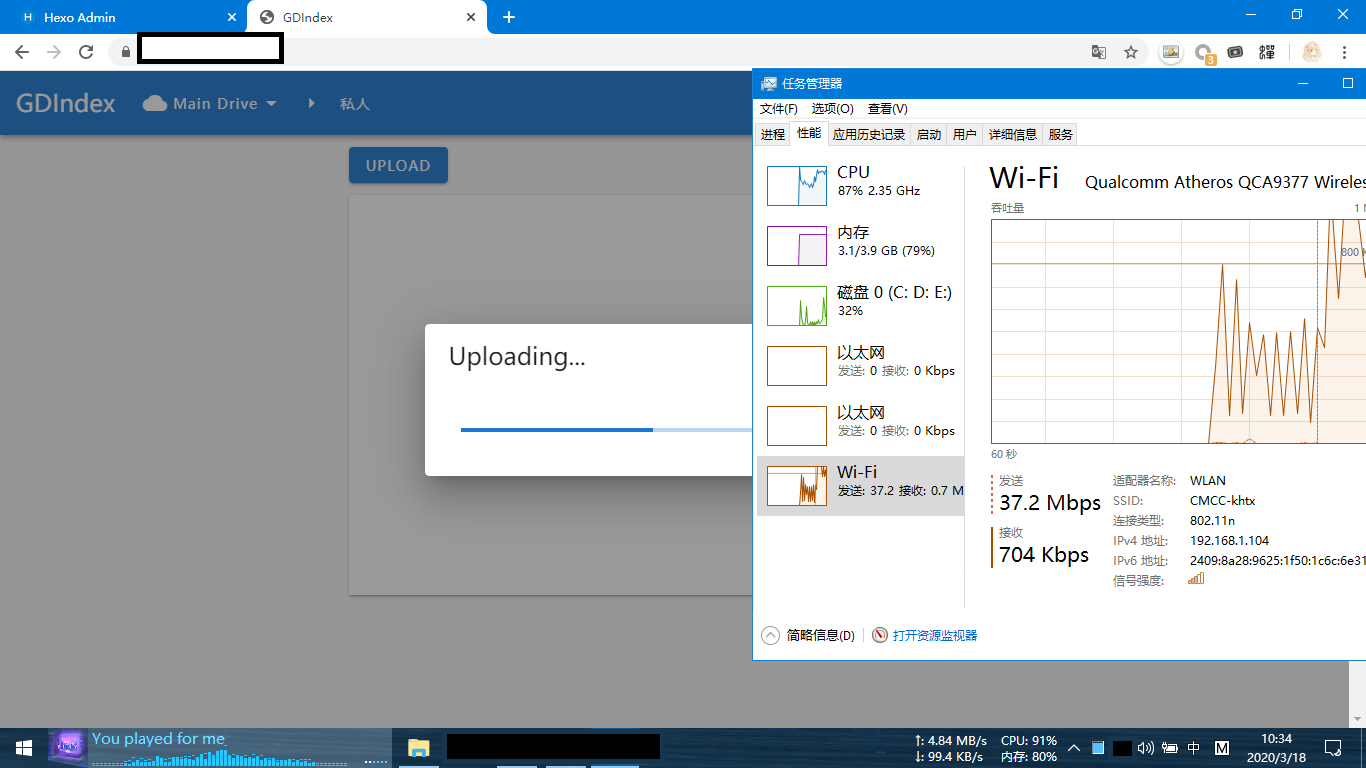 Hexo Admin
GDIndex
3
GDIndex Main Drive 私人
UPLOAD
Uploading...
任务管理器
文件(F) 选项(O) 查看(V)
进程 性能 应用历史记录 启动 用户 详细信息 服务
CPU
87% 2.35 GHz
内存
3.1/3.9 GB (79%)
磁盘 0 (C: D: E:)
32%
以太网
发送: 0 接收: 0 Kbps
以太网
发送: 0 接收: 0 Kbps
Wi-Fi
发送: 37.2 接收: 0.7 M
Wi-Fi Qualcomm Atheros QCA9377 Wireles
吞吐量 1 M
800 K
60 秒
发送
37.2 Mbps
接收
704 Kbps
适配器名称: WLAN
SSID: CMCC-khtx
连接类型: 802.11n
IPv4 地址: 192.168.1.104
IPv6 地址: 2409:8a28:9625:1f50:1c6c:6e31
信号强度:
简略信息(D) 打开资源监视器
You played for me
↑: 4.84 MB/s CPU: 91%
↓: 99.4 KB/s 内存: 80%
中 M
10:34
2020/3/18